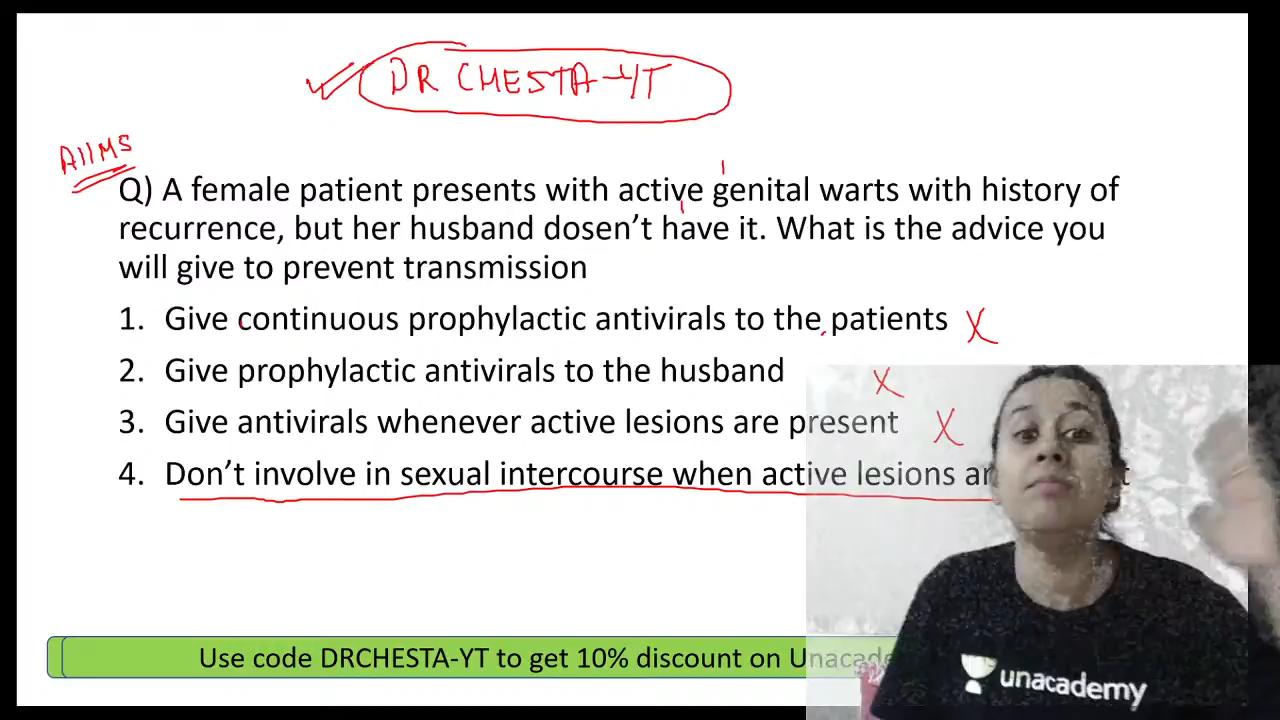 DR CHESTA-YT
AIIMS
Q) A female patient presents with active genital warts with history of
recurrence, but her husband dosen’t have it. What is the advice you
will give to prevent transmission
1. Give continuous prophylactic antivirals to the patients X
2. Give prophylactic antivirals to the husband X
3. Give antivirals whenever active lesions are present X
4. Don’t involve in sexual intercourse when active lesions
Use code DRCHESTA-YT to get 10% discount on
unacademy